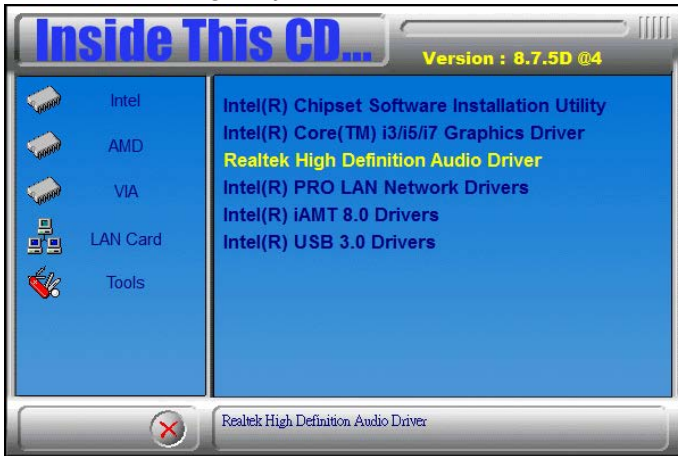 Inside This CD...
Version : 8.7.5D @4
Intel
AMD
VIA
LAN Card
Tools
Intel(R) Chipset Software Installation Utility
Intel(R) Core(TM) i3/i5/i7 Graphics Driver
Realtek High Definition Audio Driver
Intel(R) PRO LAN Network Drivers
Intel(R) iAMT 8.0 Drivers
Intel(R) USB 3.0 Drivers
Realtek High Definition Audio Driver